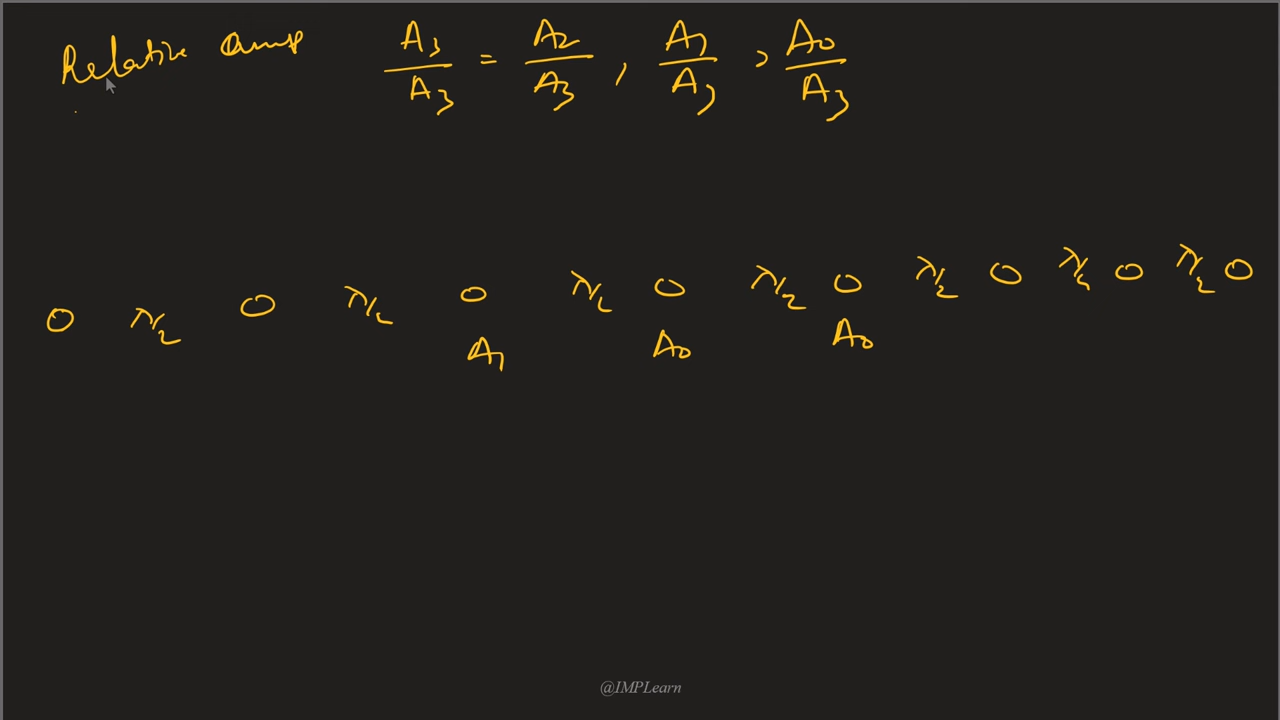 Relative amp A3/A3 = A2/A3 , A1/A3 , A0/A3
0 λ/2 0 λ/2 0 λ/2 0 λ/2 0 λ/2 0 λ/2 0 λ/2 0
A1 A0 A0
@IMPLearn